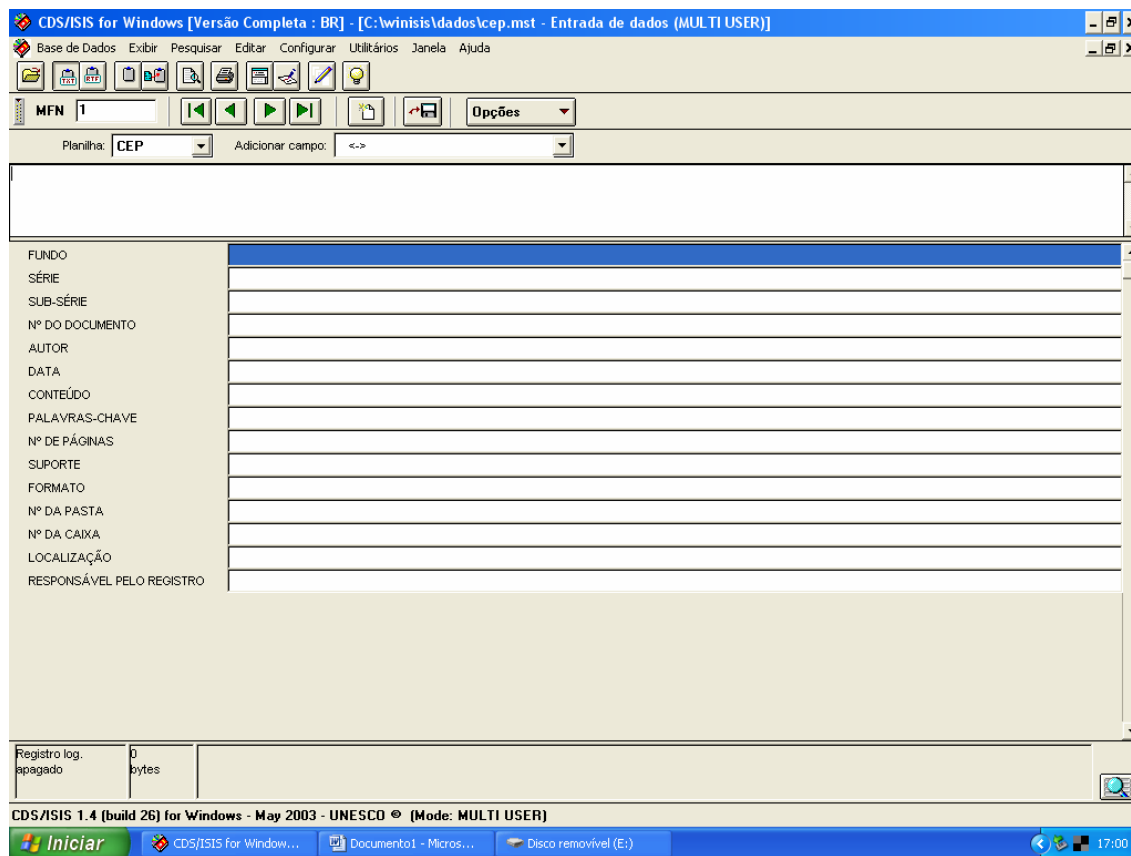 CDS/ISIS for Windows [Versão Completa : BR] - [C:\winisis\dados\cep.mst - Entrada de dados (MULTI USER)]
Base de Dados Exibir Pesquisar Editar Configurar Utilitários Janela Ajuda
TXT RTF
MFN 1 Opções
Planilha: CEP Adicionar campo: <->
FUNDO
SÉRIE
SUB-SÉRIE
Nº DO DOCUMENTO
AUTOR
DATA
CONTEÚDO
PALAVRAS-CHAVE
Nº DE PÁGINAS
SUPORTE
FORMATO
Nº DA PASTA
Nº DA CAIXA
LOCALIZAÇÃO
RESPONSÁVEL PELO REGISTRO
Registro log. 0
apagado bytes
CDS/ISIS 1.4 (build 26) for Windows - May 2003 - UNESCO © (Mode: MULTI USER)
Iniciar CDS/ISIS for Window... Documento1 - Micros... Disco removível (E:) 17:00